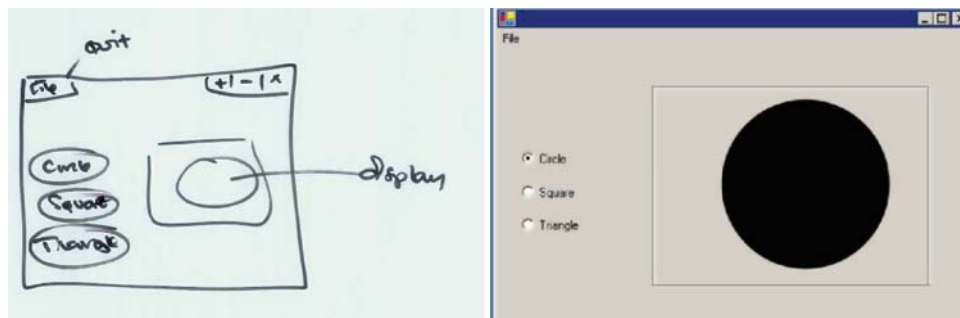 quit
File
+ - x
Circle
Square
Triangle
display
File
Circle
Square
Triangle